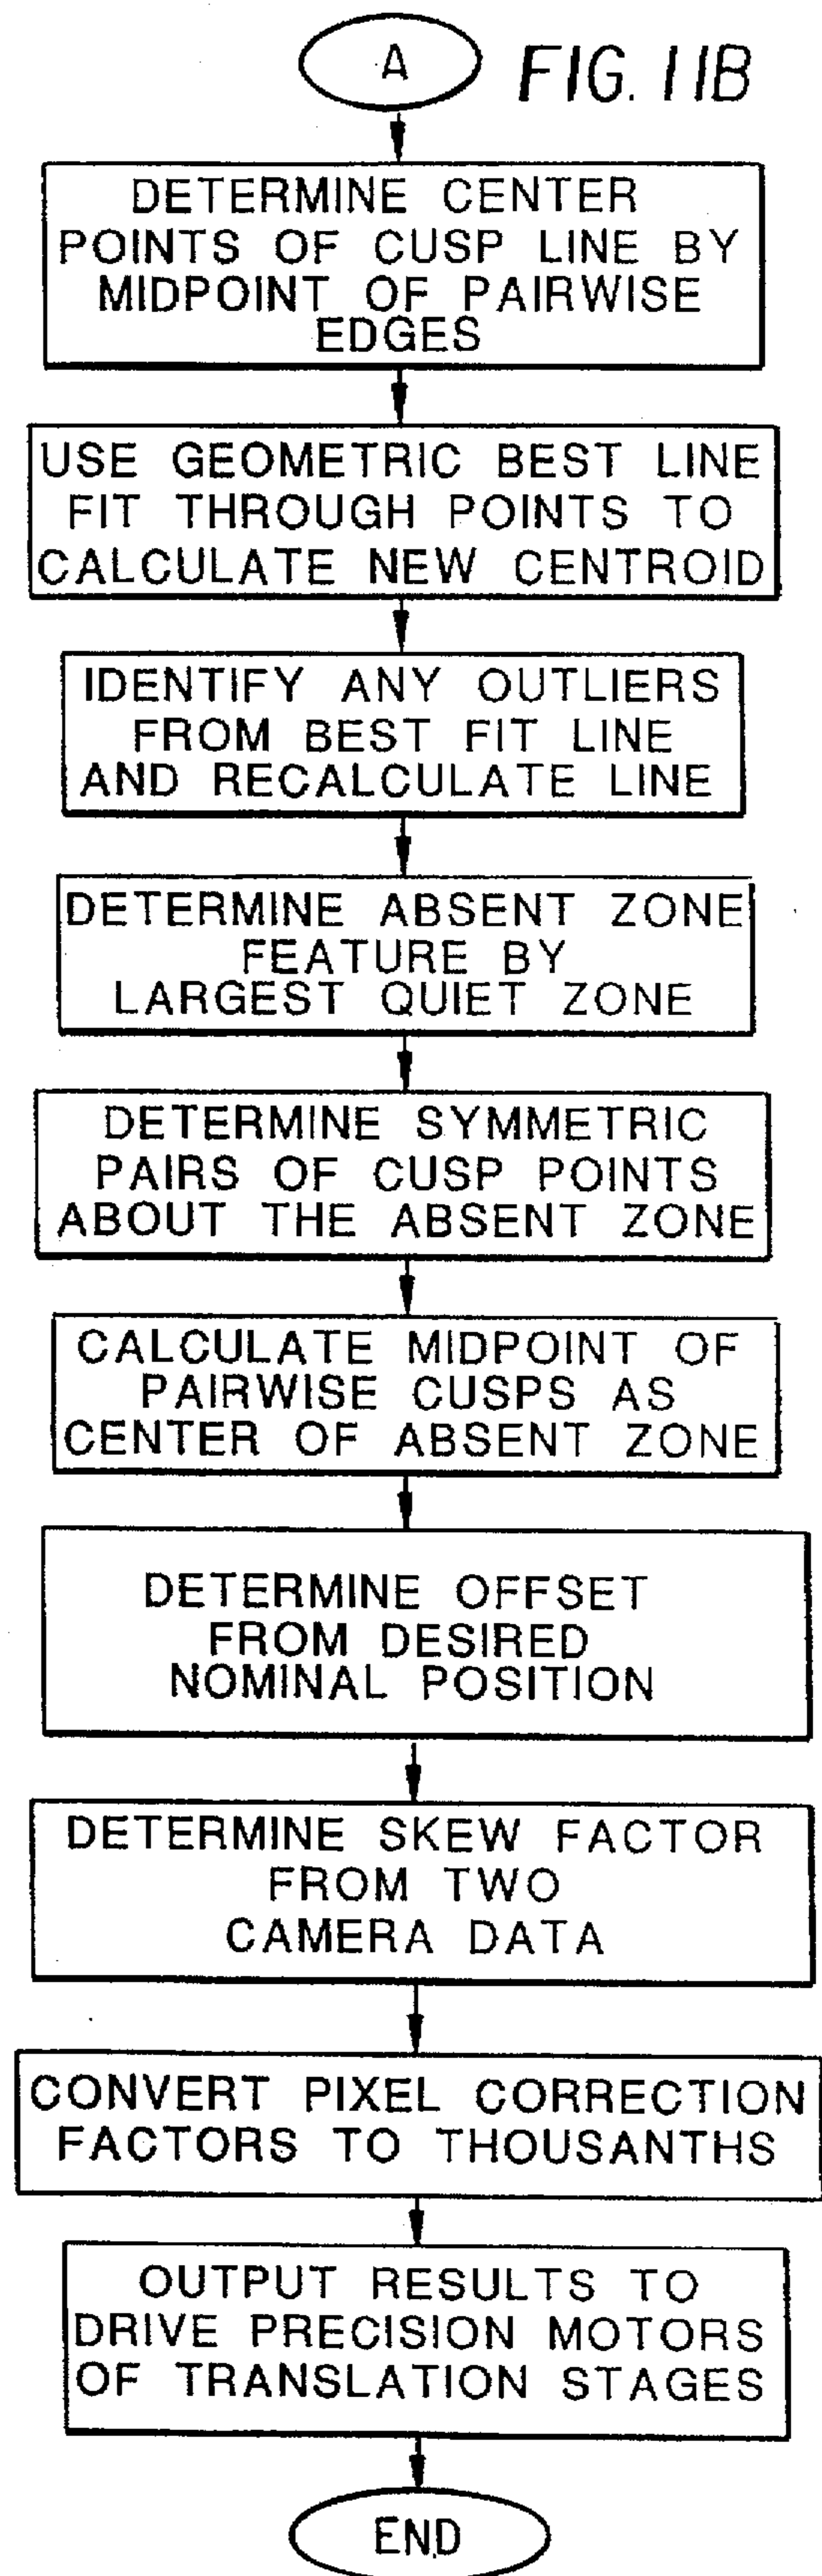 A
FIG. 11B
DETERMINE CENTER
POINTS OF CUSP LINE BY
MIDPOINT OF PAIRWISE
EDGES
USE GEOMETRIC BEST LINE
FIT THROUGH POINTS TO
CALCULATE NEW CENTROID
IDENTIFY ANY OUTLIERS
FROM BEST FIT LINE
AND RECALCULATE LINE
DETERMINE ABSENT ZONE
FEATURE BY
LARGEST QUIET ZONE
DETERMINE SYMMETRIC
PAIRS OF CUSP POINTS
ABOUT THE ABSENT ZONE
CALCULATE MIDPOINT OF
PAIRWISE CUSPS AS
CENTER OF ABSENT ZONE
DETERMINE OFFSET
FROM DESIRED
NOMINAL POSITION
DETERMINE SKEW FACTOR
FROM TWO
CAMERA DATA
CONVERT PIXEL CORRECTION
FACTORS TO THOUSANTHS
OUTPUT RESULTS TO
DRIVE PRECISION MOTORS
OF TRANSLATION STAGES
END